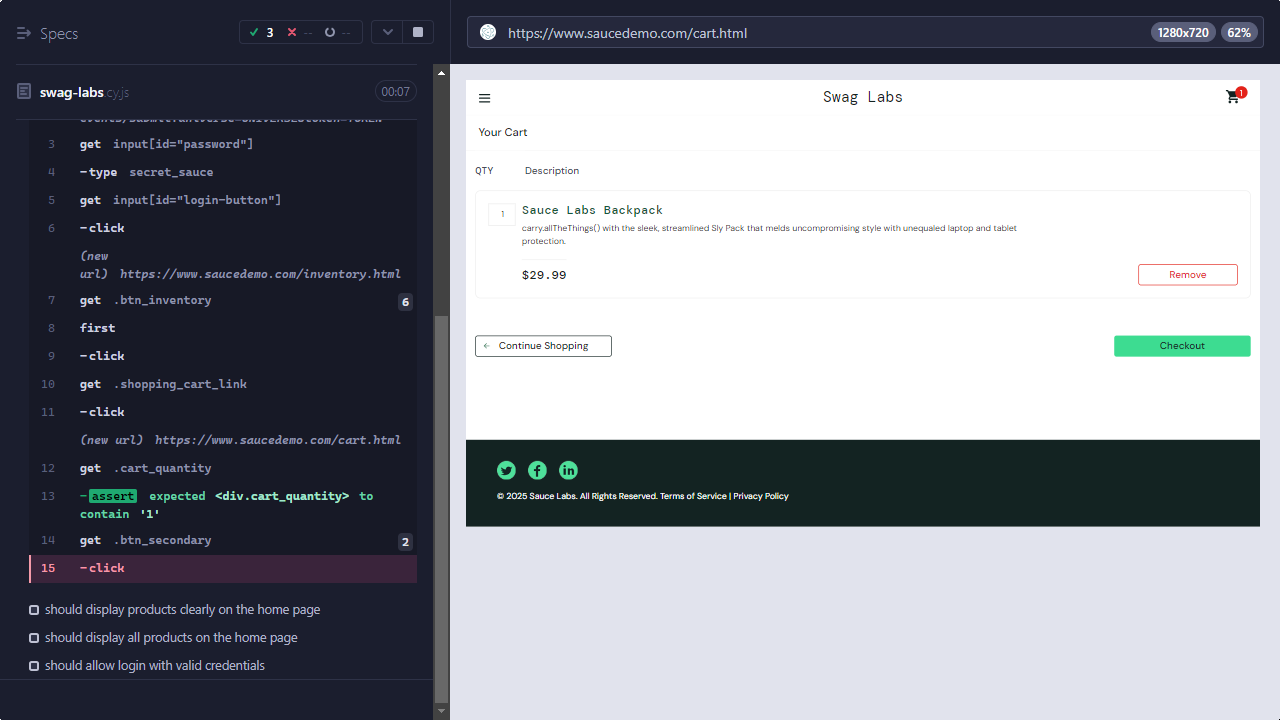 Specs
3
--
--
swag-labs.cy.js
00:07
3 get input[id="password"]
4 -type secret_sauce
5 get input[id="login-button"]
6 -click
(new
url) https://www.saucedemo.com/inventory.html
7 get .btn_inventory 6
8 first
9 -click
10 get .shopping_cart_link
11 -click
(new url) https://www.saucedemo.com/cart.html
12 get .cart_quantity
13 -assert expected <div.cart_quantity> to
contain '1'
14 get .btn_secondary 2
15 -click
should display products clearly on the home page
should display all products on the home page
should allow login with valid credentials
https://www.saucedemo.com/cart.html
1280x720 62%
Swag Labs
1
Your Cart
QTY Description
1
Sauce Labs Backpack
carry.allTheThings() with the sleek, streamlined Sly Pack that melds uncompromising style with unequaled laptop and tablet
protection.
$29.99
Remove
← Continue Shopping
Checkout
© 2025 Sauce Labs. All Rights Reserved. Terms of Service | Privacy Policy